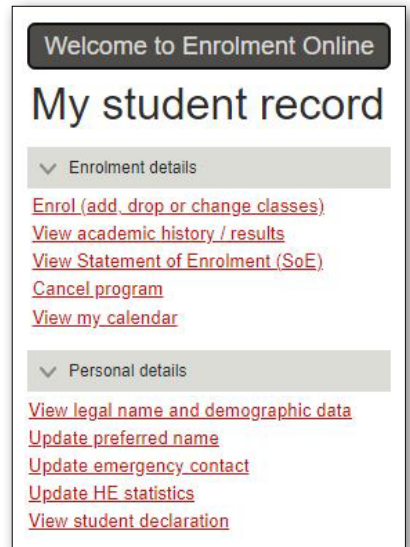 Welcome to Enrolment Online
My student record
Enrolment details
Enrol (add, drop or change classes)
View academic history / results
View Statement of Enrolment (SoE)
Cancel program
View my calendar
Personal details
View legal name and demographic data
Update preferred name
Update emergency contact
Update HE statistics
View student declaration